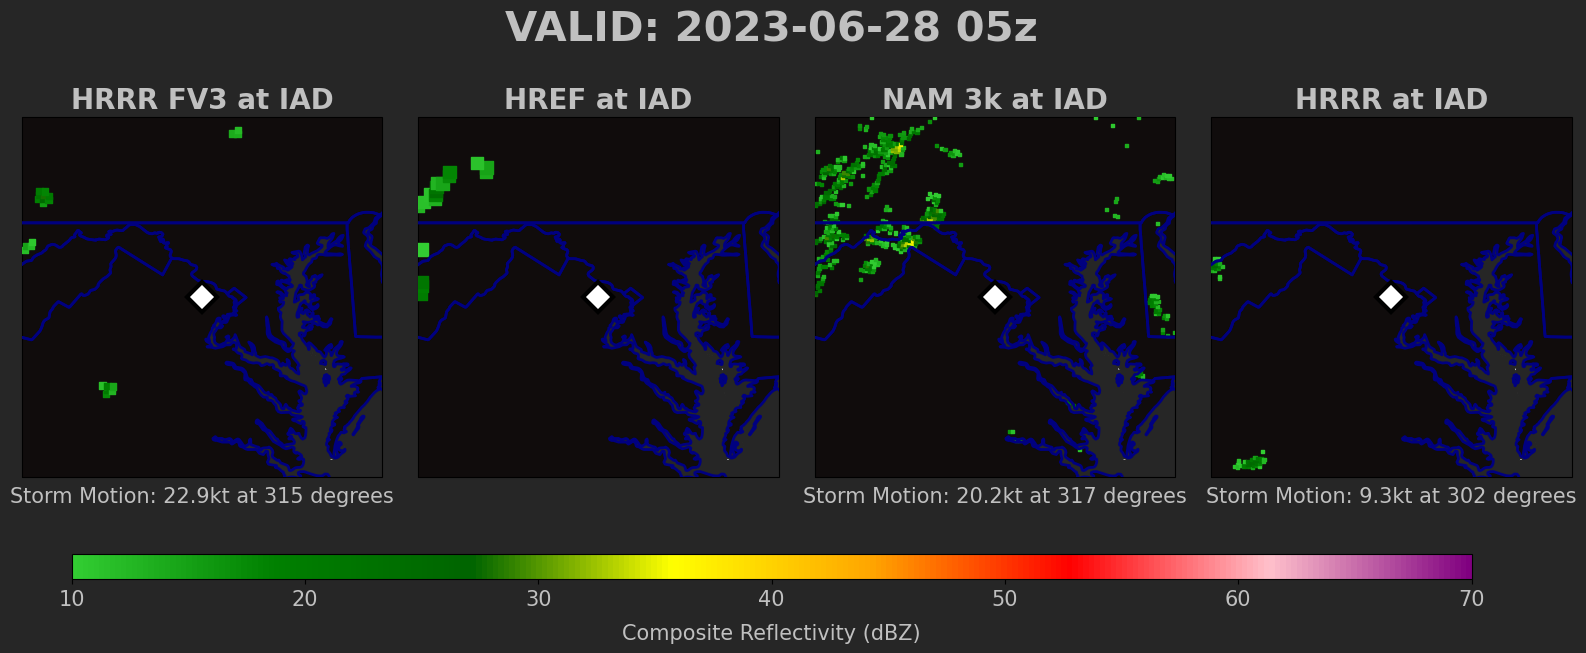 VALID: 2023-06-28 05z
HRRR FV3 at IAD
HREF at IAD
NAM 3k at IAD
HRRR at IAD
Storm Motion: 22.9kt at 315 degrees
Storm Motion: 20.2kt at 317 degrees
Storm Motion: 9.3kt at 302 degrees
10 20 30 40 50 60 70
Composite Reflectivity (dBZ)